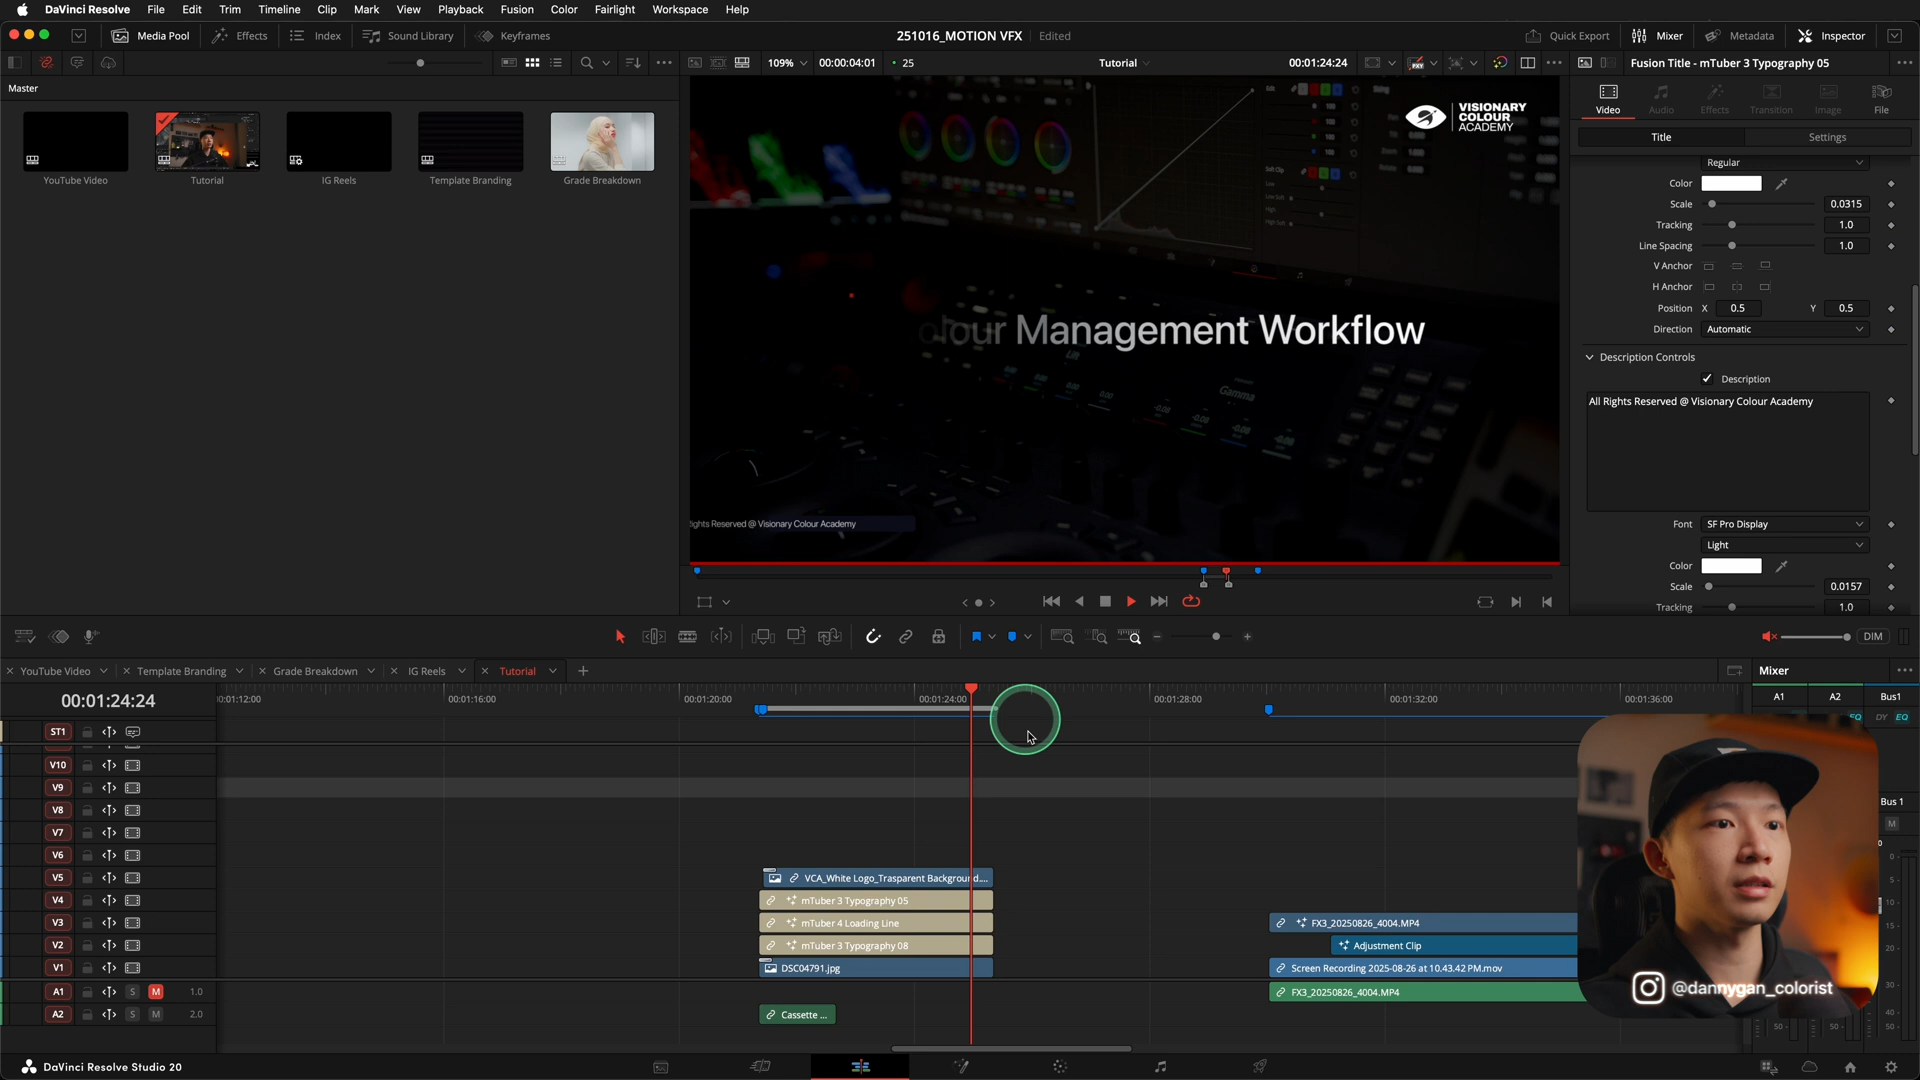 DaVinci Resolve File Edit Trim Timeline Clip Mark View Playback Fusion Color Fairlight Workspace Help
Media Pool Effects Index Sound Library Keyframes 251016_MOTION VFX Edited Quick Export Mixer Metadata Inspector
109% 00:00:04:01 25 Tutorial 00:01:24:24 Fusion Title - mTuber 3 Typography 05
Master
Video Audio Effects Transition Image File
Title Settings
YouTube Video Tutorial IG Reels Template Branding Grade Breakdown
VISIONARY
COLOUR
ACADEMY
olour Management Workflow
Gamma
ights Reserved @ Visionary Colour Academy
Regular
Color
Scale 0.0315
Tracking 1.0
Line Spacing 1.0
V Anchor
H Anchor
Position X 0.5 Y 0.5
Direction Automatic
Description Controls
Description
All Rights Reserved @ Visionary Colour Academy
Font SF Pro Display
Light
Color
Scale 0.0157
Tracking 1.0
DIM
YouTube Video Template Branding Grade Breakdown IG Reels Tutorial
Mixer
00:01:24:24
00:01:12:00 00:01:16:00 00:01:20:00 00:01:24:00 00:01:28:00 00:01:32:00 00:01:36:00
A1 A2 Bus1
EQ DY EQ
ST1
V10
V9
V8
V7
V6
V5 VCA_White Logo_Trasparent Background....
V4 mTuber 3 Typography 05
V3 mTuber 4 Loading Line FX3_20250826_4004.MP4
V2 mTuber 3 Typography 08 Adjustment Clip
V1 DSC04791.jpg Screen Recording 2025-08-26 at 10.43.42 PM.mov
A1 S M 1.0 FX3_20250826_4004.MP4
A2 S M 2.0 Cassette ...
Bus 1
M
@dannygan_colorist
DaVinci Resolve Studio 20